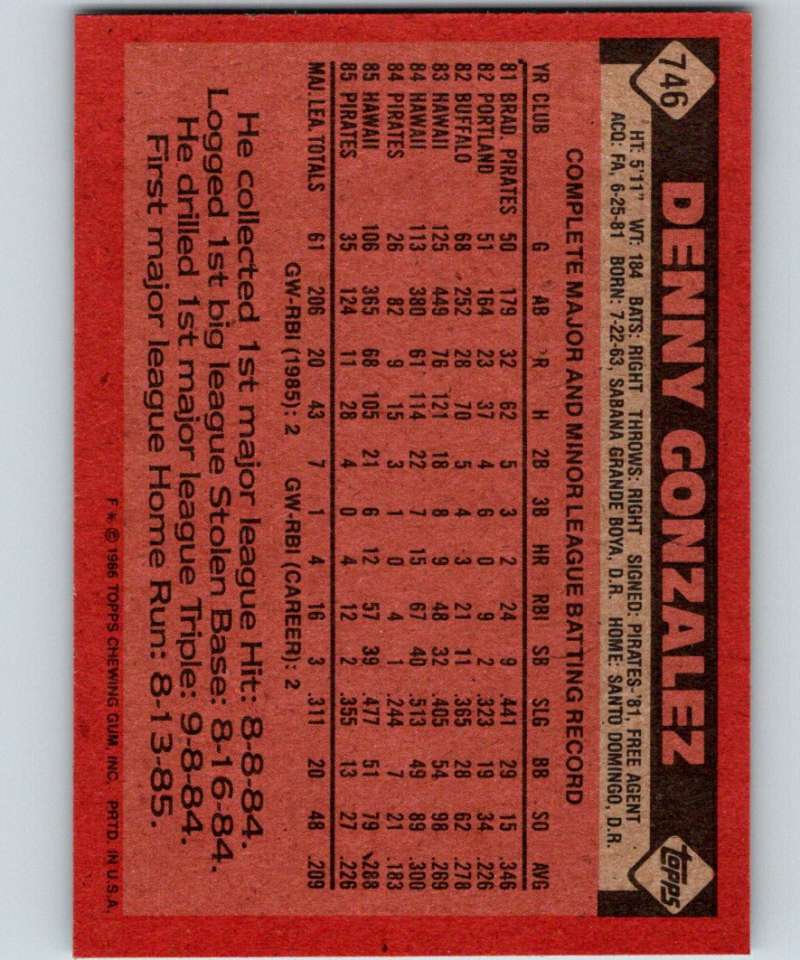 746
DENNY GONZALEZ
TOPPS
HT: 5'11" WT: 184 BATS: RIGHT THROWS: RIGHT SIGNED: PIRATES-'81, FREE AGENT
ACQ: FA, 6-25-81 BORN: 7-22-63, SABANA GRANDE BOYA, D.R. HOME: SANTO DOMINGO, D.R.
COMPLETE MAJOR AND MINOR LEAGUE BATTING RECORD
YR CLUB G AB R H 2B 3B HR RBI SB SLG BB SO AVG
81 BRAD. PIRATES 50 179 32 62 5 3 2 24 9 .441 29 15 .346
82 PORTLAND 51 164 23 37 4 6 0 9 2 .323 19 34 .226
82 BUFFALO 68 252 28 70 5 4 3 21 11 .365 28 62 .278
83 HAWAII 125 449 76 121 18 8 9 48 32 .405 54 98 .269
84 HAWAII 113 380 61 114 22 7 15 67 40 .513 49 89 .300
84 PIRATES 26 82 9 15 3 1 0 4 1 .244 7 21 .183
85 HAWAII 106 365 68 105 21 6 12 57 39 .477 51 79 .288
85 PIRATES 35 124 11 28 4 0 4 12 2 .355 13 27 .226
MAJ. LEA. TOTALS 61 206 20 43 7 1 4 16 3 .311 20 48 .209
GW-RBI (1985): 2 GW-RBI (CAREER): 2
He collected 1st major league Hit: 8-8-84.
Logged 1st big league Stolen Base: 8-16-84.
He drilled 1st major league Triple: 9-8-84.
First major league Home Run: 8-13-85.
F** © 1986 TOPPS CHEWING GUM, INC. PRTD. IN U.S.A.